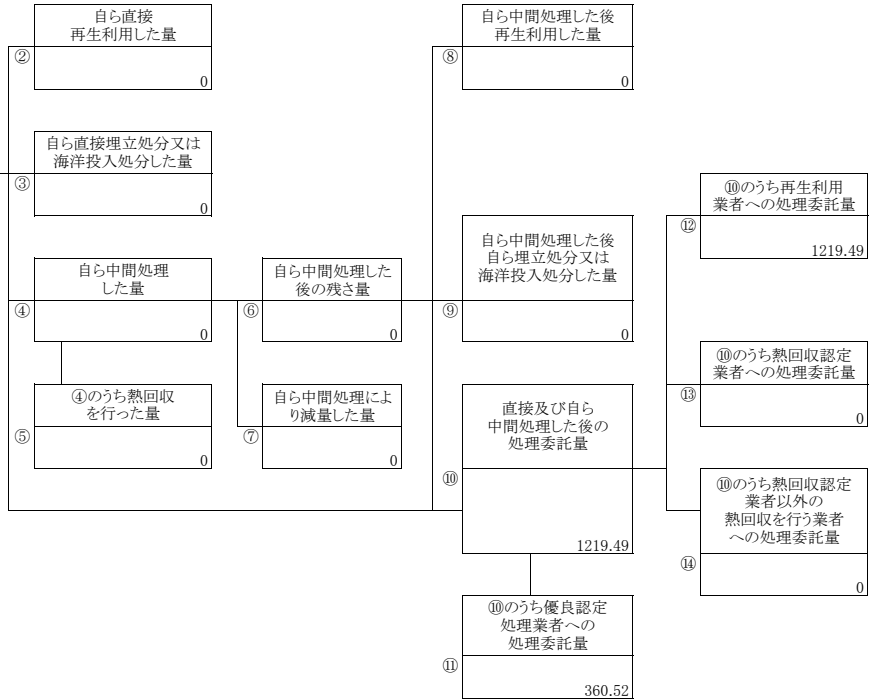 自ら直接
再生利用した量
②
0
自ら直接埋立処分又は
海洋投入処分した量
③
0
自ら中間処理
した量
④
0
④のうち熱回収
を行った量
⑤
0
自ら中間処理した
後の残さ量
⑥
0
自ら中間処理によ
り減量した量
⑦
0
自ら中間処理した後
再生利用した量
⑧
0
自ら中間処理した後
自ら埋立処分又は
海洋投入処分した量
⑨
0
直接及び自ら
中間処理した後の
処理委託量
⑩
1219.49
⑩のうち優良認定
処理業者への
処理委託量
⑪
360.52
⑩のうち再生利用
業者への処理委託量
⑫
1219.49
⑩のうち熱回収認定
業者への処理委託量
⑬
0
⑩のうち熱回収認定
業者以外の
熱回収を行う業者
への処理委託量
⑭
0